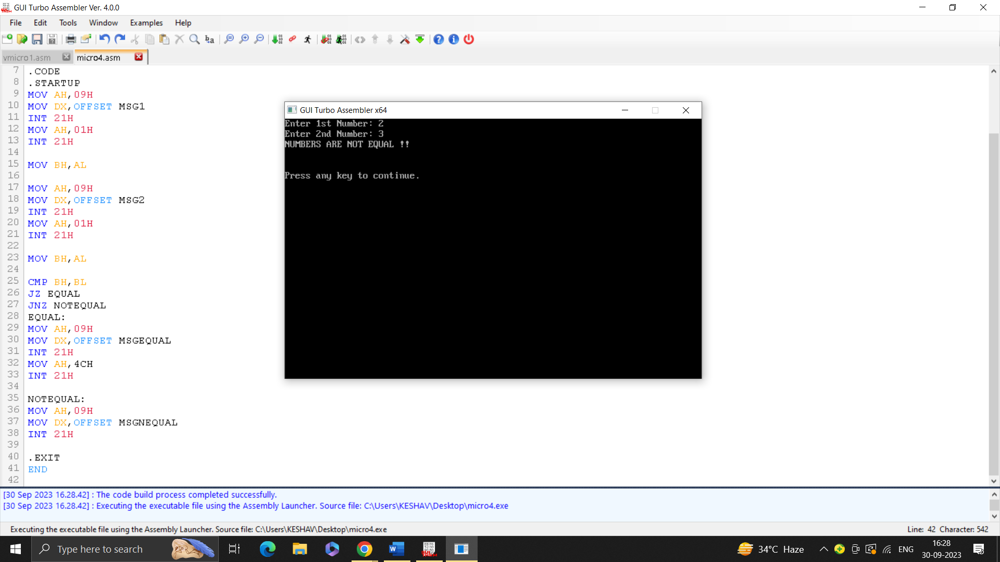 GUI Turbo Assembler Ver. 4.0.0
File Edit Tools Window Examples Help
vmicro1.asm micro4.asm
7 .CODE
8 .STARTUP
9 MOV AH,09H
10 MOV DX,OFFSET MSG1
11 INT 21H
12 MOV AH,01H
13 INT 21H
14
15 MOV BH,AL
16
17 MOV AH,09H
18 MOV DX,OFFSET MSG2
19 INT 21H
20 MOV AH,01H
21 INT 21H
22
23 MOV BH,AL
24
25 CMP BH,BL
26 JZ EQUAL
27 JNZ NOTEQUAL
28 EQUAL:
29 MOV AH,09H
30 MOV DX,OFFSET MSGEQUAL
31 INT 21H
32 MOV AH,4CH
33 INT 21H
34
35 NOTEQUAL:
36 MOV AH,09H
37 MOV DX,OFFSET MSGNEQUAL
38 INT 21H
39
40 .EXIT
41 END
42
GUI Turbo Assembler x64
Enter 1st Number: 2
Enter 2nd Number: 3
NUMBERS ARE NOT EQUAL !!
Press any key to continue.
[30 Sep 2023 16.28.42] : The code build process completed successfully.
[30 Sep 2023 16.28.42] : Executing the executable file using the Assembly Launcher. Source file: C:\Users\KESHAV\Desktop\micro4.exe
Executing the executable file using the Assembly Launcher. Source file: C:\Users\KESHAV\Desktop\micro4.exe
Line: 42 Character: 542
Type here to search
34°C Haze
ENG
16:28
30-09-2023